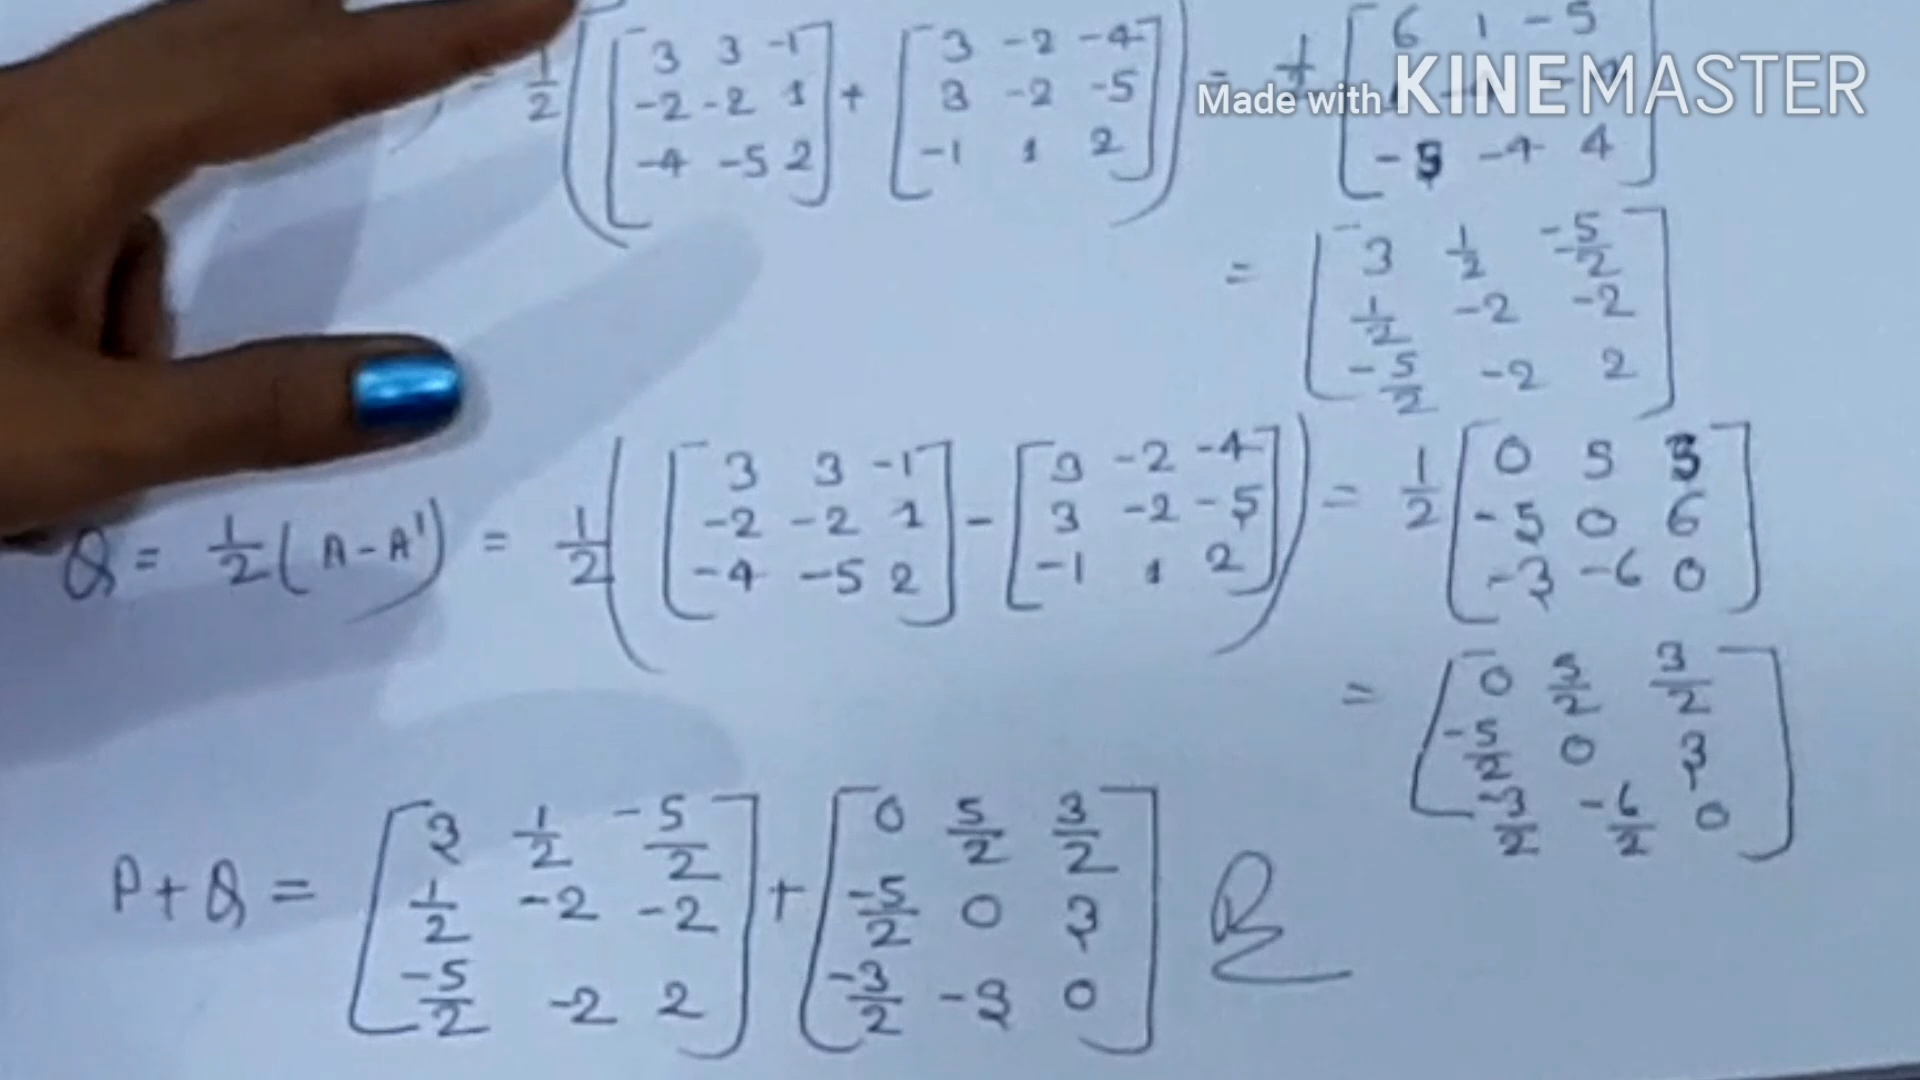 1/2 ( [ 3 3 -1 ] + [ 3 -2 -4 ] ) = 1/2 [ 6 1 -5 ]
[ -2 -2 1 ] [ 3 -2 -5 ]
[ -4 -5 2 ] [ -1 1 2 ] [ -5 -4 4 ]
Made with KINEMASTER
= [ 3 1/2 -5/2 ]
[ 1/2 -2 -2 ]
[ -5/2 -2 2 ]
Q = 1/2 (A-A') = 1/2 ( [ 3 3 -1 ] - [ 3 -2 -4 ] ) = 1/2 [ 0 5 3 ]
[ -2 -2 1 ] [ 3 -2 -5 ] [ -5 0 6 ]
[ -4 -5 2 ] [ -1 1 2 ] [ -3 -6 0 ]
= [ 0 5/2 3/2 ]
[ -5/2 0 3 ]
[ -3/2 -6/2 0 ]
P+Q = [ 3 1/2 -5/2 ] + [ 0 5/2 3/2 ]
[ 1/2 -2 -2 ] [ -5/2 0 3 ]
[ -5/2 -2 2 ] [ -3/2 -3 0 ]